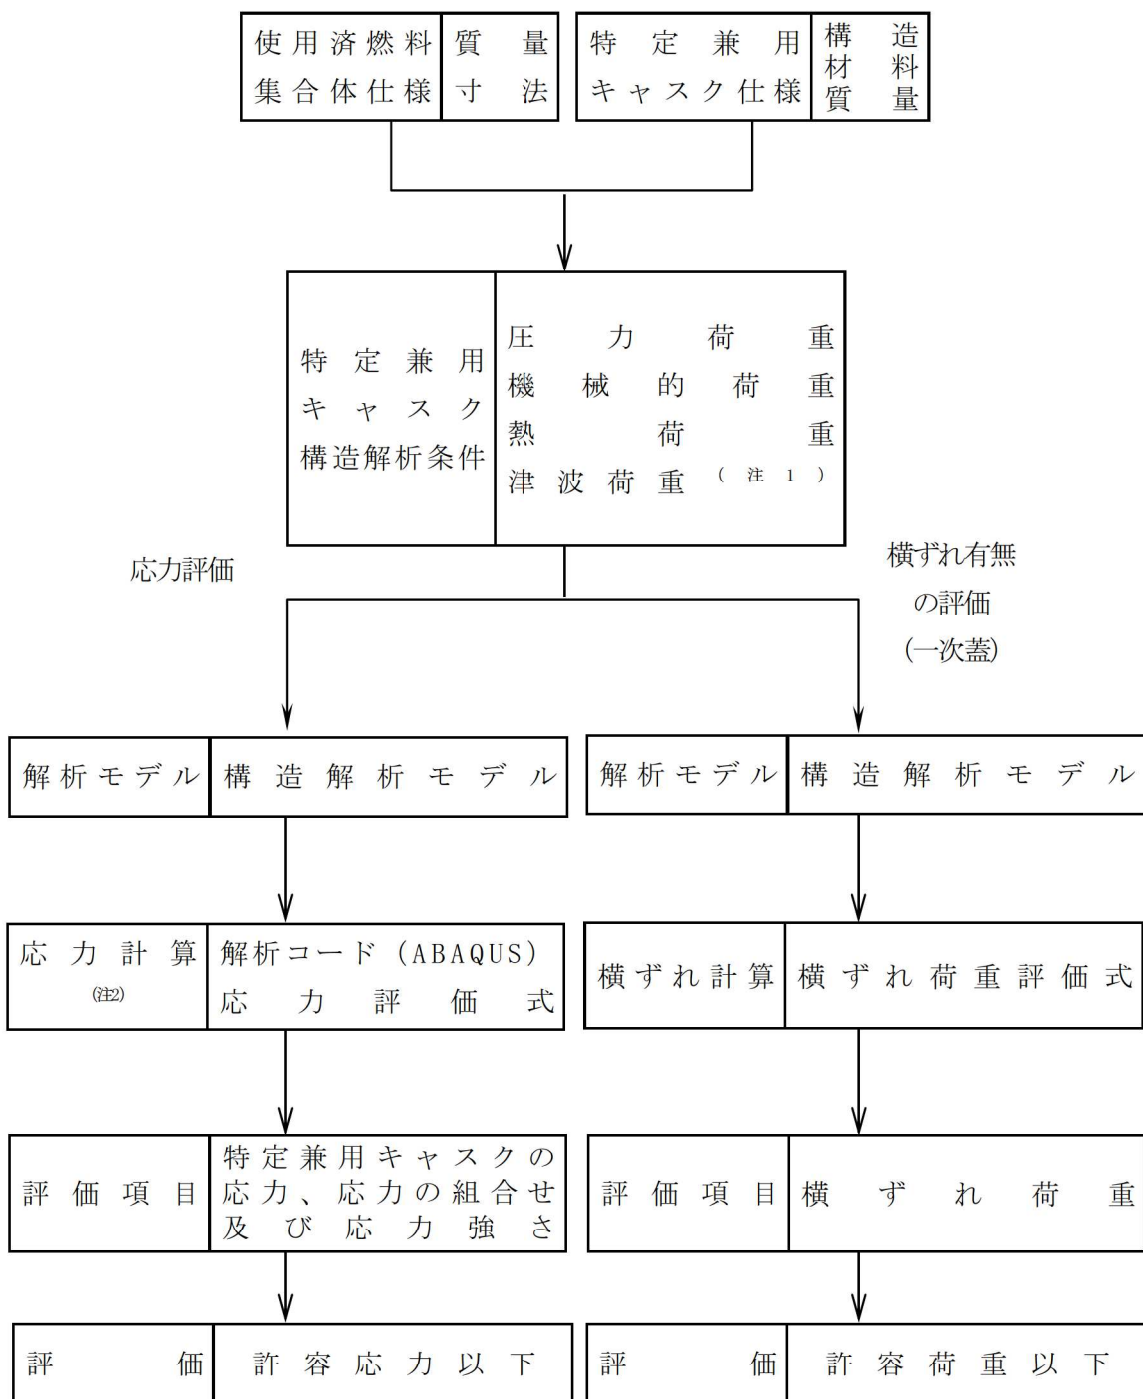 使用済燃料
集合体仕様
質量
寸法
特定兼用
キャスク仕様
構造
材料
質量
特定兼用
キャスク
構造解析条件
圧力荷重
機械的荷重
熱荷重
津波荷重(注1)
応力評価
横ずれ有無
の評価
(一次蓋)
解析モデル
構造解析モデル
解析モデル
構造解析モデル
応力計算
(注2)
解析コード(ABAQUS)
応力評価式
横ずれ計算
横ずれ荷重評価式
評価項目
特定兼用キャスクの
応力、応力の組合せ
及び応力強さ
評価項目
横ずれ荷重
評価
許容応力以下
評価
許容荷重以下